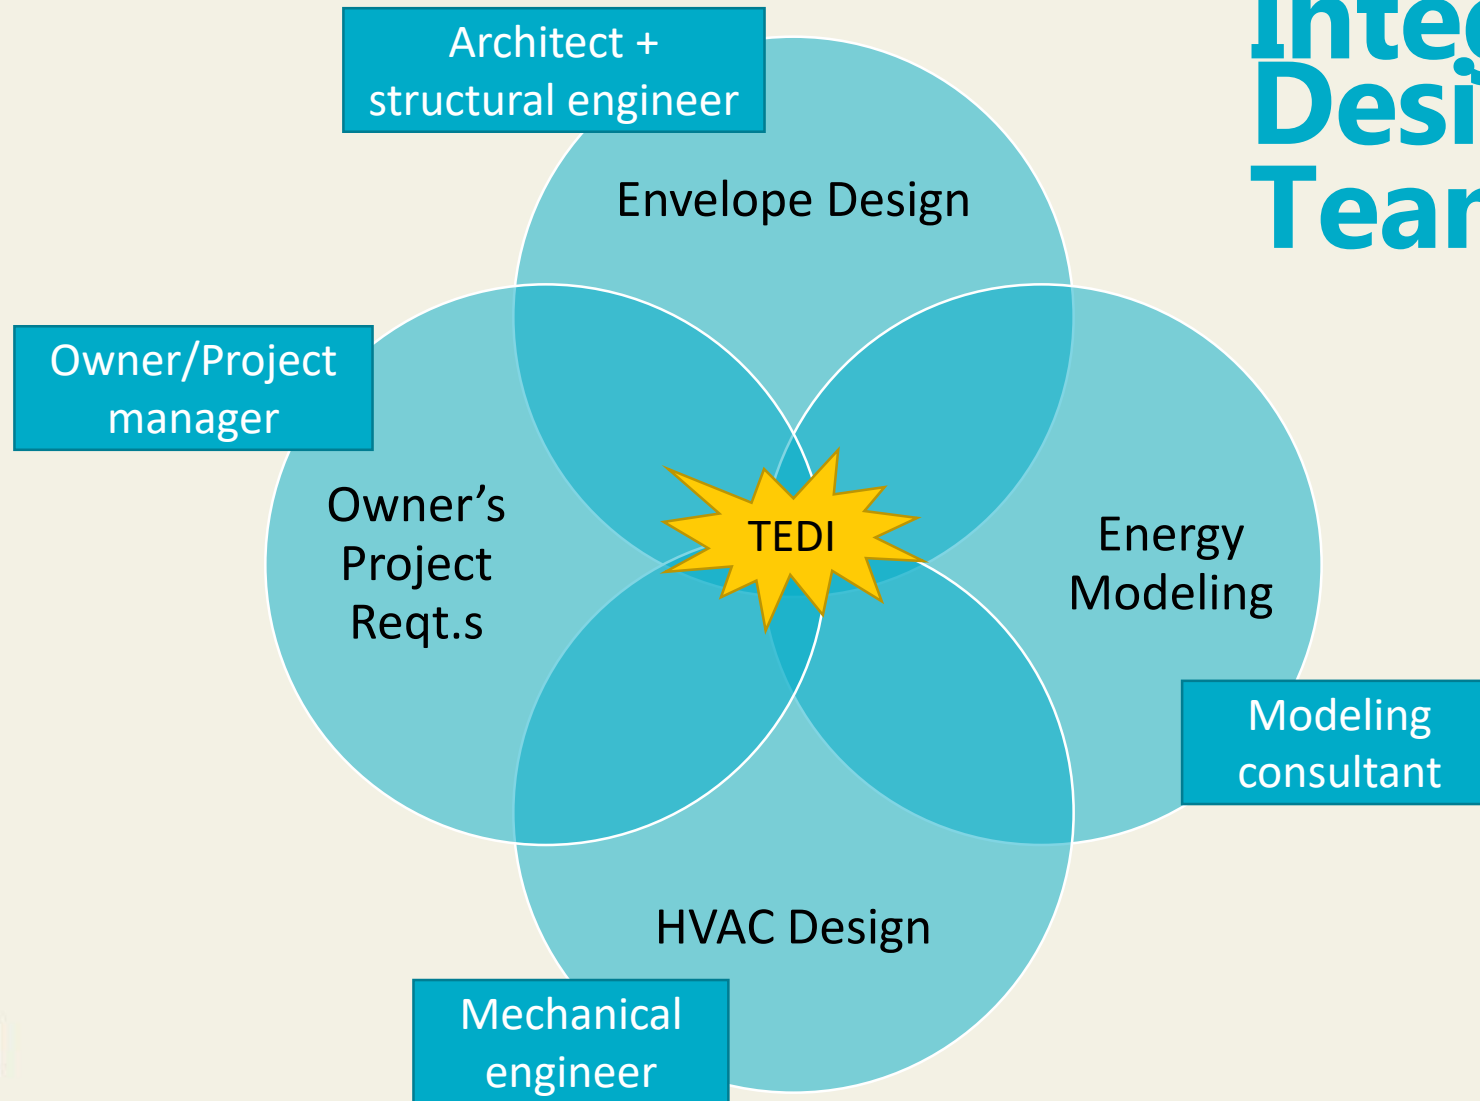 Architect +
structural engineer
Envelope Design
Owner/Project
manager
Owner’s
Project
Reqt.s
TEDI
Energy
Modeling
Modeling
consultant
HVAC Design
Mechanical
engineer